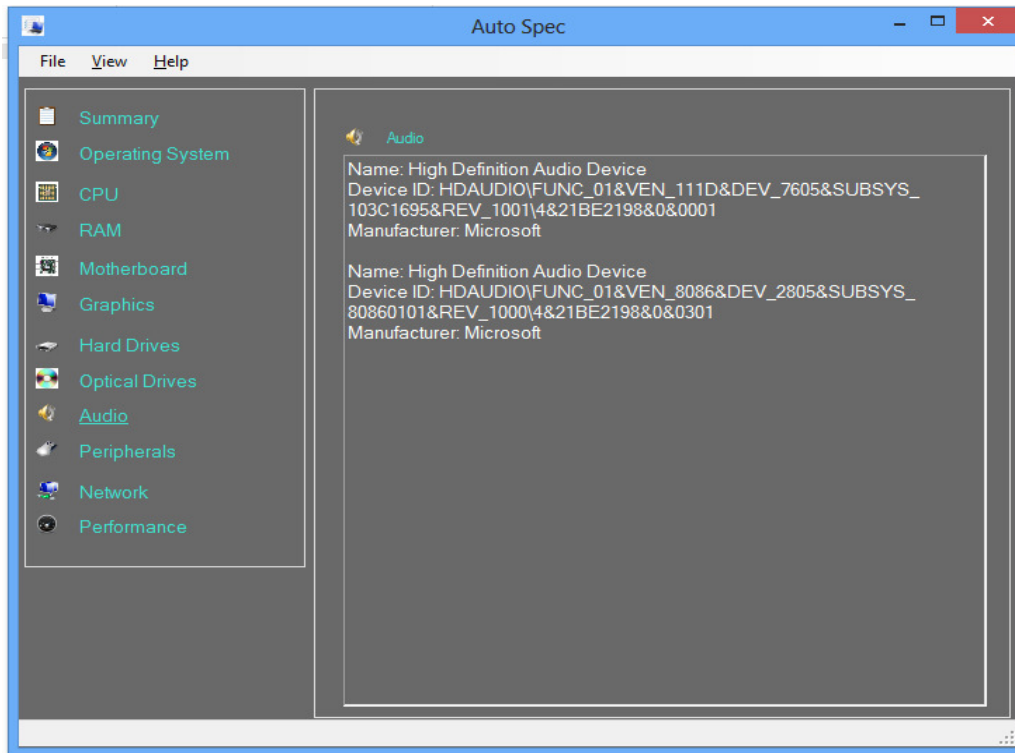 Auto Spec
File View Help
Summary
Operating System
CPU
RAM
Motherboard
Graphics
Hard Drives
Optical Drives
Audio
Peripherals
Network
Performance
Audio
Name: High Definition Audio Device
Device ID: HDAUDIO\FUNC_01&VEN_111D&DEV_7605&SUBSYS_
103C1695&REV_1001\4&21BE2198&0&0001
Manufacturer: Microsoft
Name: High Definition Audio Device
Device ID: HDAUDIO\FUNC_01&VEN_8086&DEV_2805&SUBSYS_
80860101&REV_1000\4&21BE2198&0&0301
Manufacturer: Microsoft